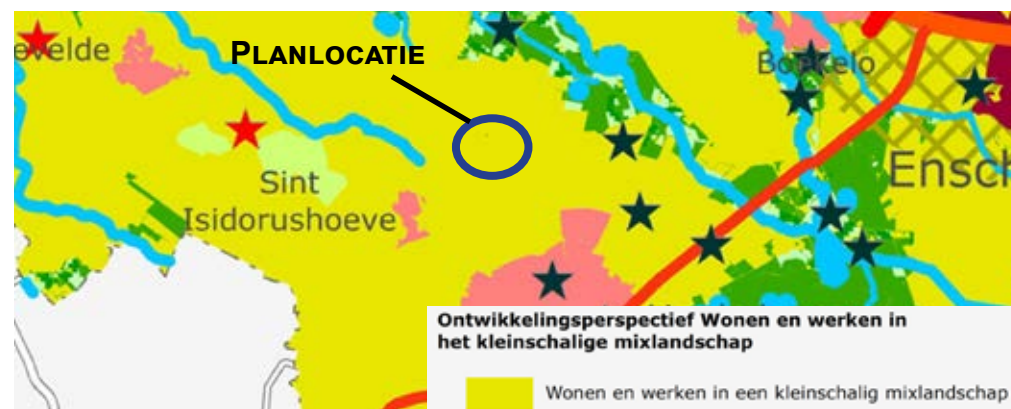 evelde
PLANLOCATIE
Boekelo
Ensch
Sint
Isidorushoeve
Ontwikkelingsperspectief Wonen en werken in
het kleinschalige mixlandschap
Wonen en werken in een kleinschalig mixlandschap